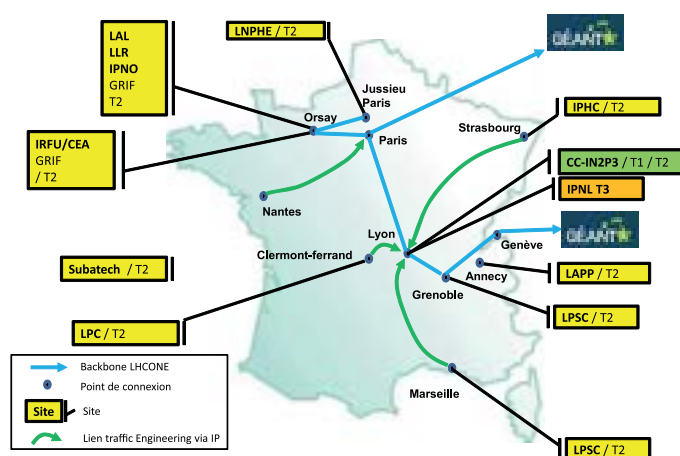 LAL
LLR
IPNO
GRIF
T2
LNPHE / T2
GÉANT
Jussieu
Paris
Orsay
Paris
Strasbourg
IPHC / T2
IRFU/CEA
GRIF
/ T2
CC-IN2P3 / T1 / T2
IPNL T3
Nantes
Lyon
Genève
GÉANT
Clermont-ferrand
Annecy
Subatech / T2
LAPP / T2
Grenoble
LPSC / T2
LPC / T2
Backbone LHCONE
Point de connexion
Marseille
Site
Site
Lien traffic Engineering via IP
LPSC / T2